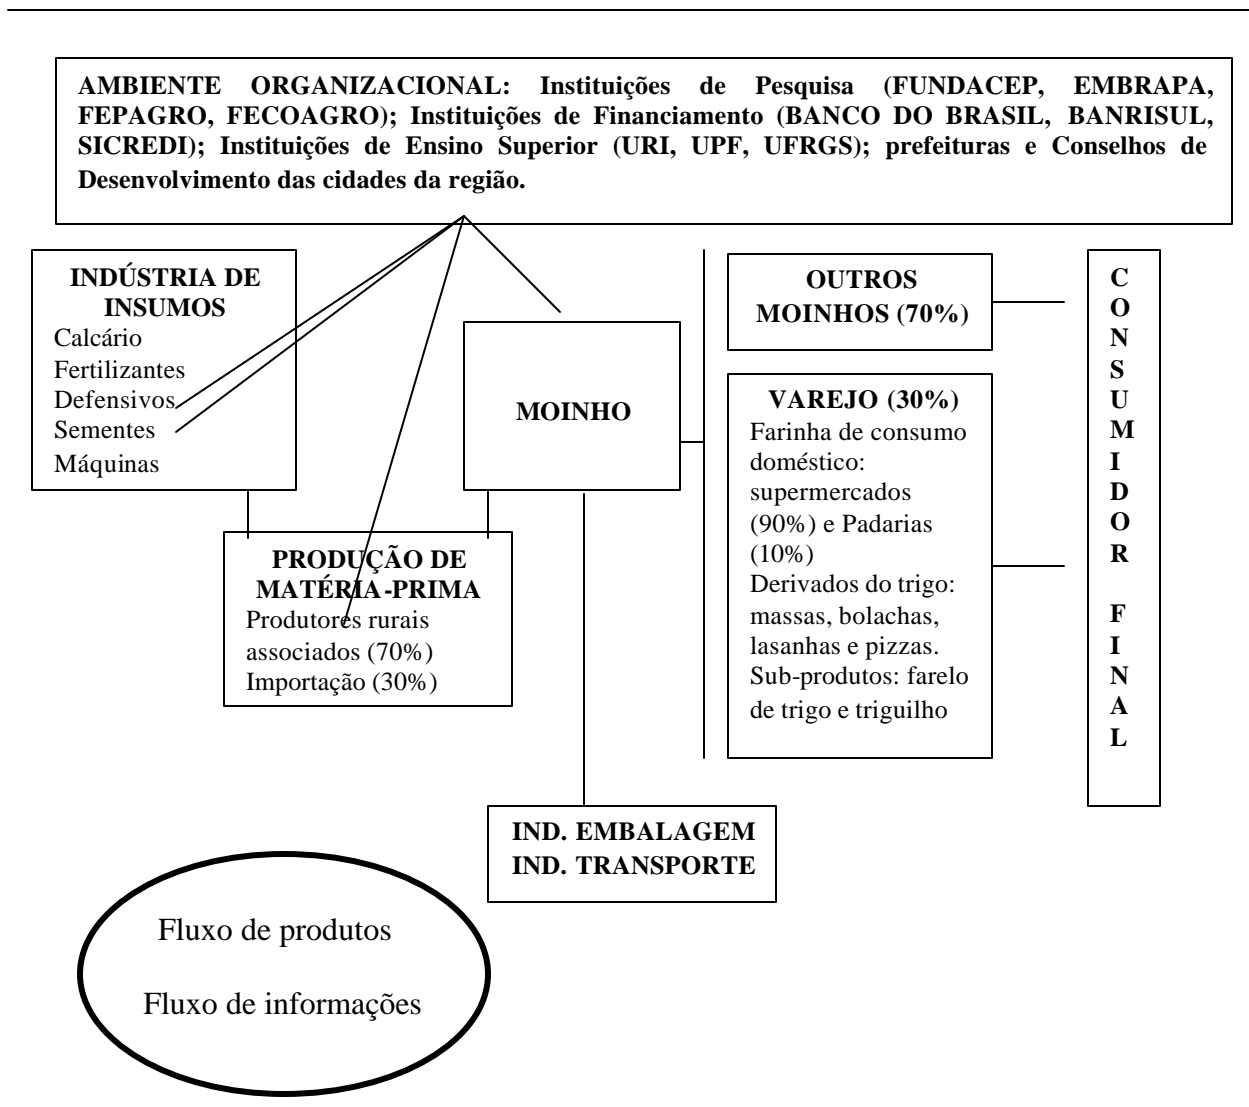 AMBIENTE ORGANIZACIONAL: Instituições de Pesquisa (FUNDACEP, EMBRAPA,
FEPAGRO, FECOAGRO); Instituições de Financiamento (BANCO DO BRASIL, BANRISUL,
SICREDI); Instituições de Ensino Superior (URI, UPF, UFRGS); prefeituras e Conselhos de
Desenvolvimento das cidades da região.
INDÚSTRIA DE
INSUMOS
Calcário
Fertilizantes
Defensivos
Sementes
Máquinas
PRODUÇÃO DE
MATÉRIA-PRIMA
Produtores rurais
associados (70%)
Importação (30%)
MOINHO
OUTROS
MOINHOS (70%)
VAREJO (30%)
Farinha de consumo
doméstico:
supermercados
(90%) e Padarias
(10%)
Derivados do trigo:
massas, bolachas,
lasanhas e pizzas.
Sub-produtos: farelo
de trigo e triguilho
C
O
N
S
U
M
I
D
O
R
F
I
N
A
L
IND. EMBALAGEM
IND. TRANSPORTE
Fluxo de produtos
Fluxo de informações